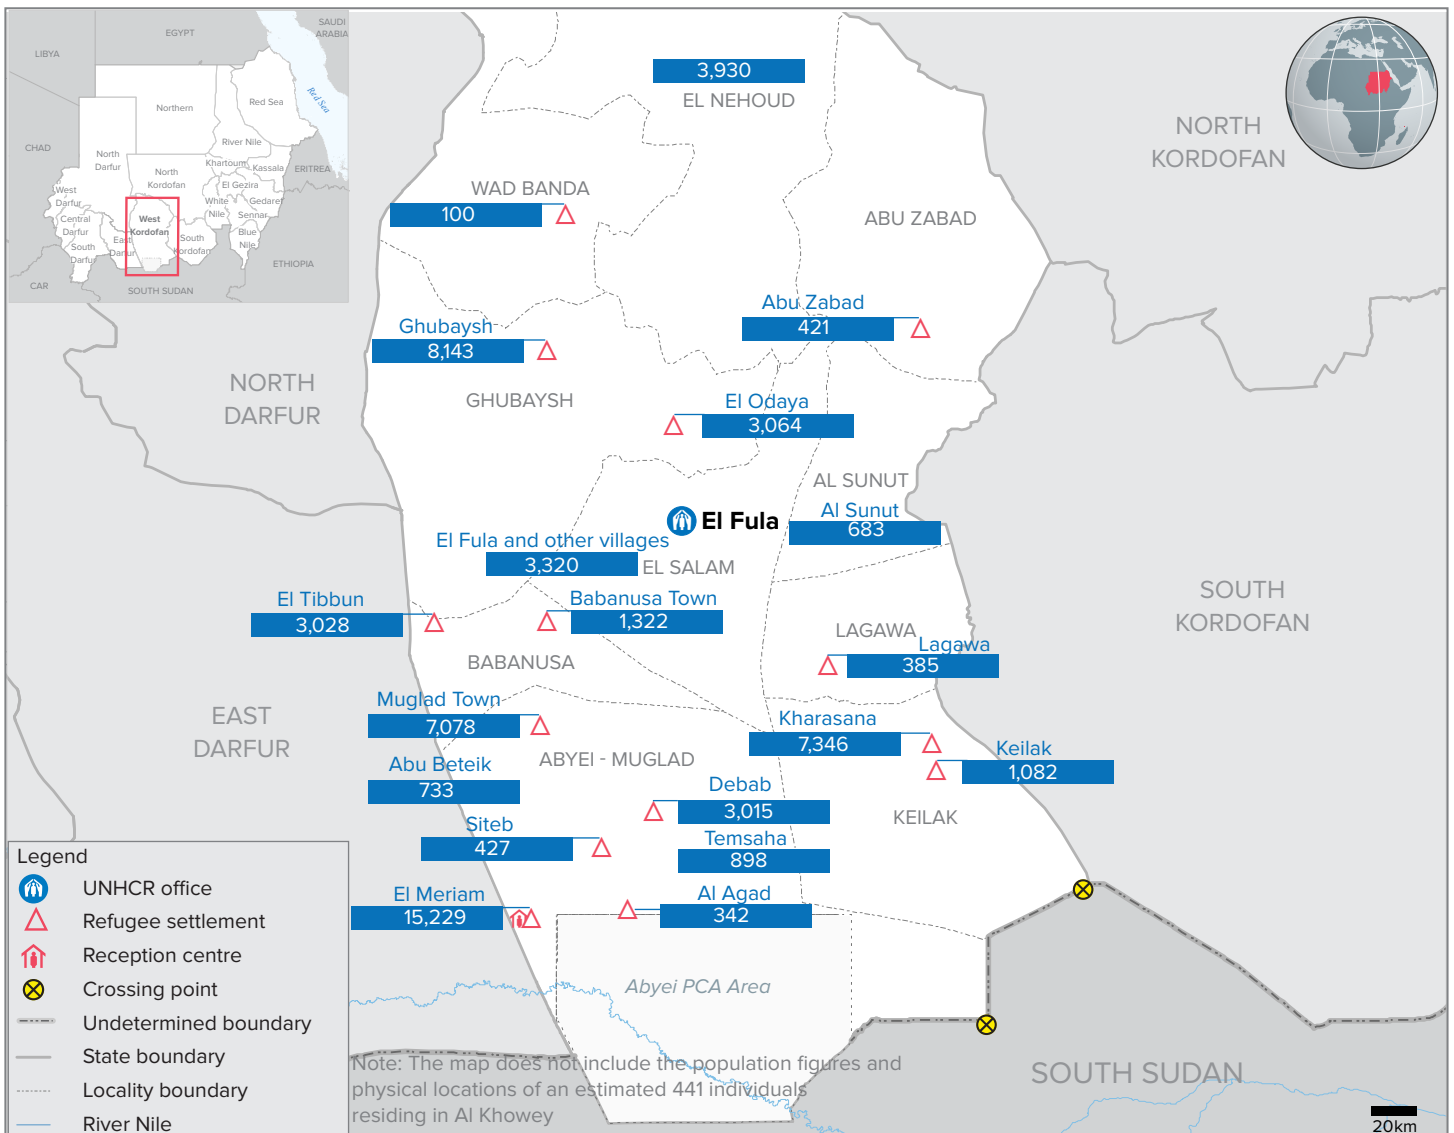 SAUDI
ARABIA
EGYPT
LIBYA
Red Sea
Northern
Red Sea
River Nile
CHAD
North
Darfur
Khartoum
Kassala
ERITREA
North
Kordofan
El Gezira
West
Darfur
White
Nile
Gedaref
Sennar
Central
Darfur
West
Kordofan
South
Kordofan
Blue
Nile
East
Darfur
South
Darfur
ETHIOPIA
CAR
SOUTH SUDAN
3,930
EL NEHOUD
NORTH
KORDOFAN
WAD BANDA
100
ABU ZABAD
Abu Zabad
421
Ghubaysh
8,143
NORTH
DARFUR
GHUBAYSH
El Odaya
3,064
AL SUNUT
Al Sunut
683
El Fula
El Fula and other villages
3,320
EL SALAM
SOUTH
KORDOFAN
El Tibbun
3,028
Babanusa Town
1,322
LAGAWA
Lagawa
385
BABANUSA
Muglad Town
7,078
EAST
DARFUR
Kharasana
7,346
Keilak
1,082
ABYEI - MUGLAD
Abu Beteik
733
Debab
3,015
KEILAK
Siteb
427
Temsaha
898
El Meriam
15,229
Al Agad
342
Abyei PCA Area
Legend
UNHCR office
Refugee settlement
Reception centre
Crossing point
Undetermined boundary
State boundary
Locality boundary
River Nile
Note: The map does not include the population figures and
physical locations of an estimated 441 individuals
residing in Al Khowey
SOUTH SUDAN
20km